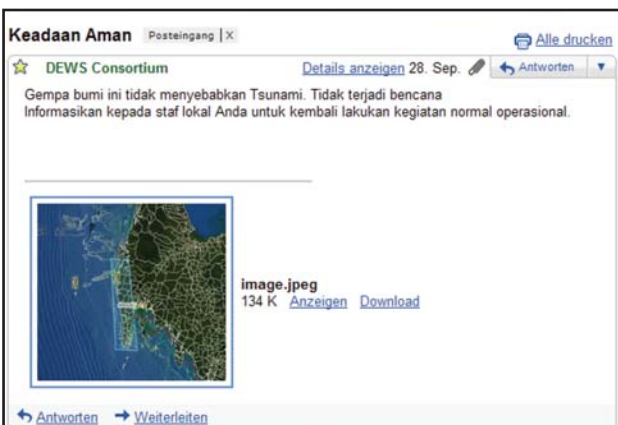 Keadaan Aman Posteingang | X Alle drucken
DEWS Consortium Details anzeigen 28. Sep. Antworten
Gempa bumi ini tidak menyebabkan Tsunami. Tidak terjadi bencana
Informasikan kepada staf lokal Anda untuk kembali lakukan kegiatan normal operasional.
image.jpeg
134 K Anzeigen Download
Antworten Weiterleiten